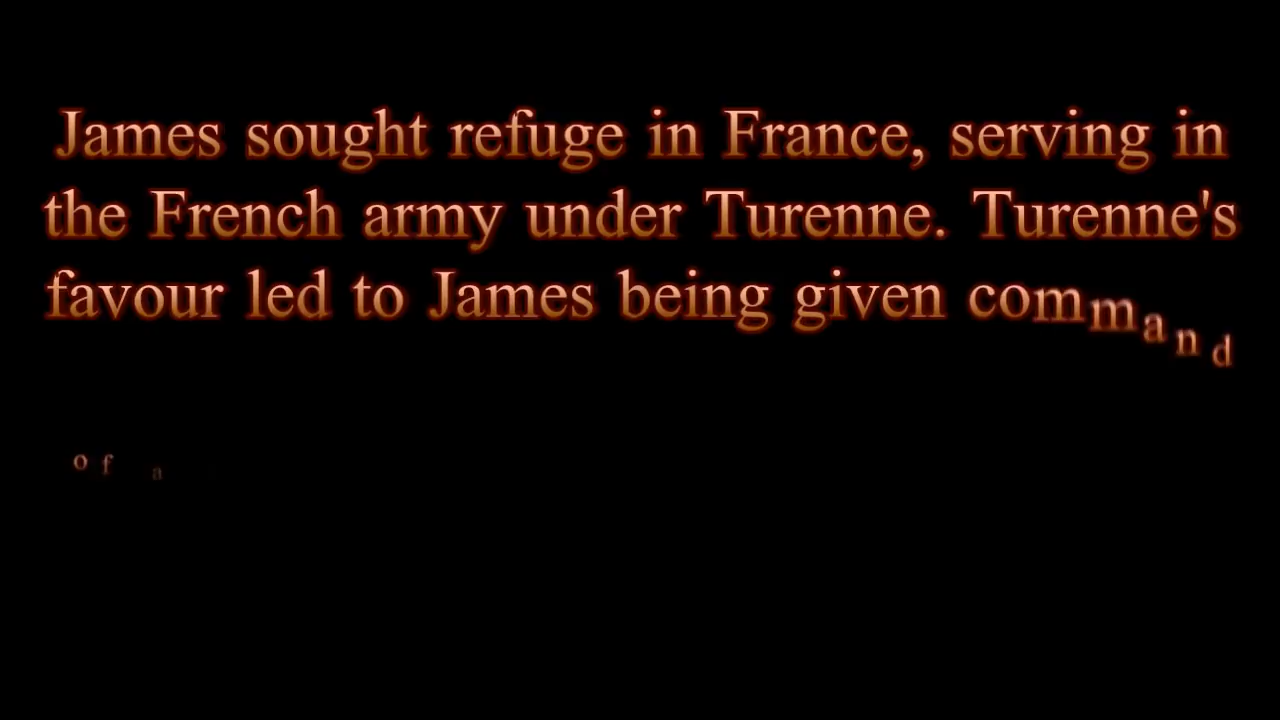 James sought refuge in France, serving in
the French army under Turenne. Turenne's
favour led to James being given command
of a